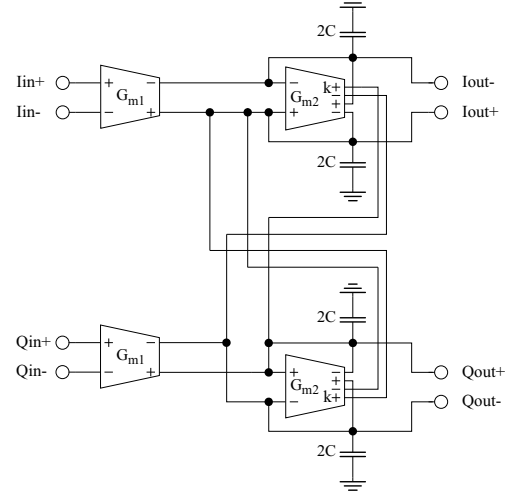 2C
Iin+
+
−
G_m1
−
+
Iin-
−
+
G_m2
k+
−
+
−
Iout-
Iout+
2C
2C
Qin+
+
−
G_m1
−
+
Qin-
+
−
G_m2
−
+
−
k+
Qout+
Qout-
2C